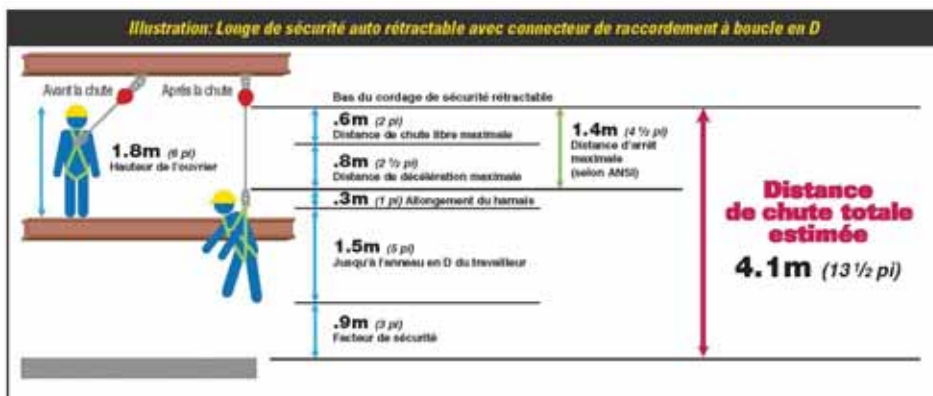 Illustration: Longe de sécurité auto rétractable avec connecteur de raccordement à boucle en D
Avant la chute
Après la chute
1.8m (6 pi)
Hauteur de l'ouvrier
Bas du cordage de sécurité rétractable
.6m (2 pi)
Distance de chute libre maximale
.8m (2 ½ pi)
Distance de décélération maximale
.3m (1 pi) Allongement du harnais
1.5m (5 pi)
Jusqu'à l'anneau en D du travailleur
.9m (3 pi)
Facteur de sécurité
1.4m (4 ½ pi)
Distance d'arrêt
maximale
(selon ANSI)
Distance
de chute totale
estimée
4.1m (13 ½ pi)